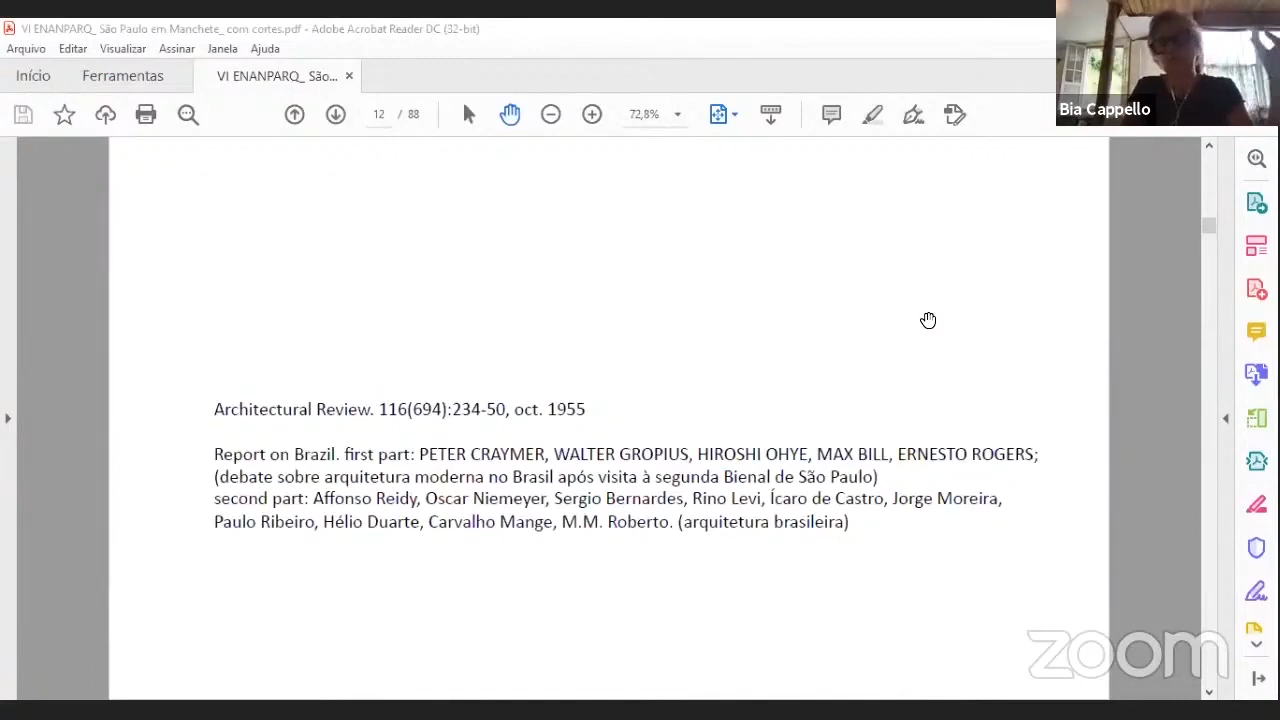 VI ENANPARQ_ São Paulo em Manchete_ com cortes.pdf - Adobe Acrobat Reader DC (32-bit)
Arquivo Editar Visualizar Assinar Janela Ajuda
Início Ferramentas VI ENANPARQ_ São... ×
12 / 88 72,8%
Bia Cappello
Architectural Review. 116(694):234-50, oct. 1955
Report on Brazil. first part: PETER CRAYMER, WALTER GROPIUS, HIROSHI OHYE, MAX BILL, ERNESTO ROGERS;
(debate sobre arquitetura moderna no Brasil após visita à segunda Bienal de São Paulo)
second part: Affonso Reidy, Oscar Niemeyer, Sergio Bernardes, Rino Levi, Ícaro de Castro, Jorge Moreira,
Paulo Ribeiro, Hélio Duarte, Carvalho Mange, M.M. Roberto. (arquitetura brasileira)
zoom